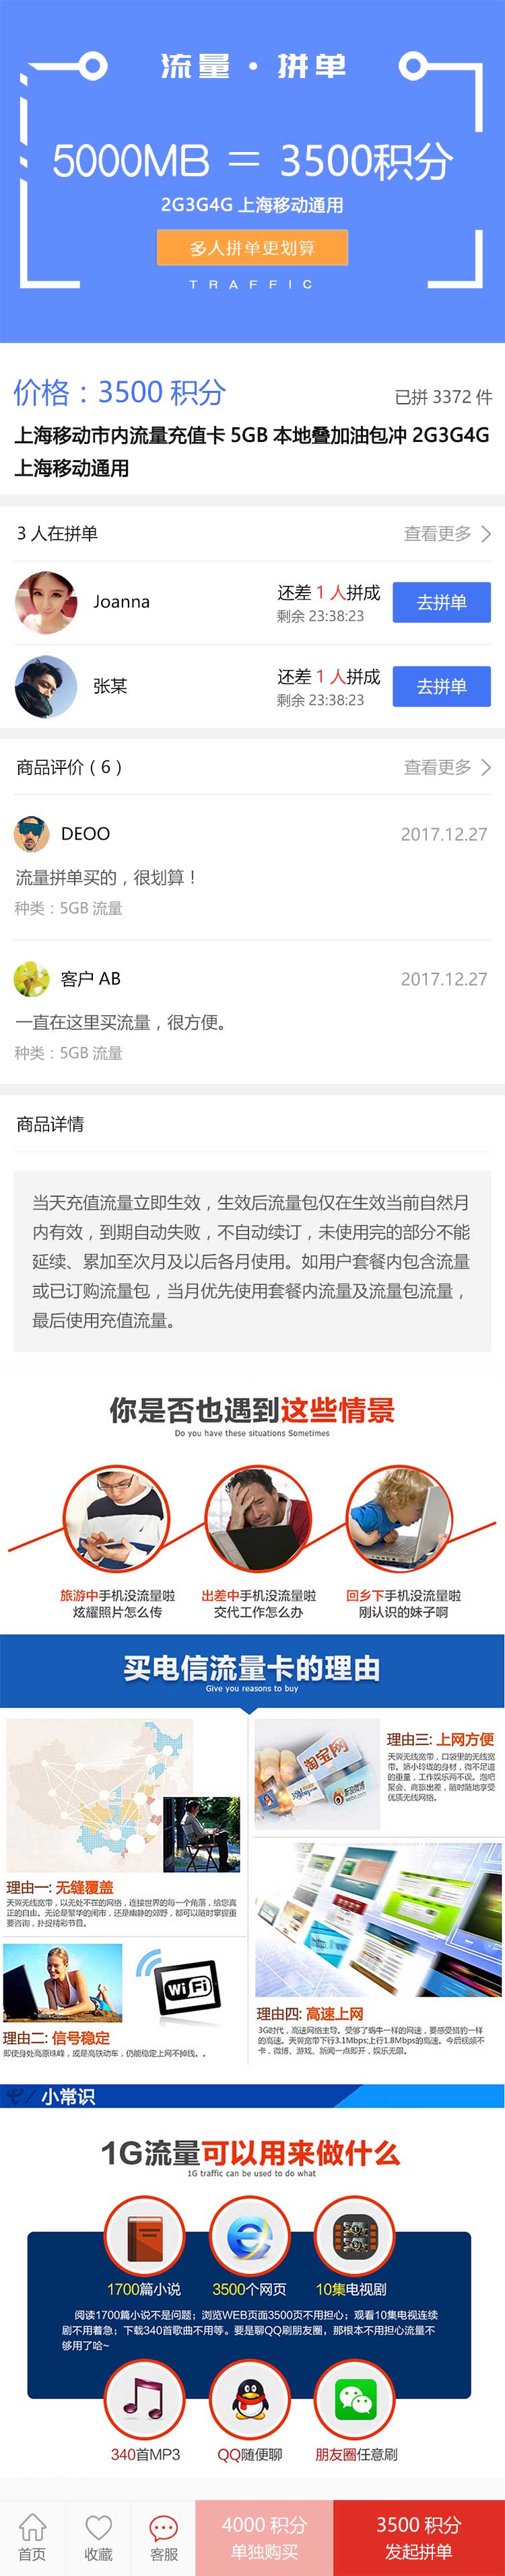 流量·拼单
5000MB = 3500积分
2G3G4G 上海移动通用
多人拼单更划算
TRAFFIC
价格：3500 积分
已拼 3372 件
上海移动市内流量充值卡 5GB 本地叠加油包冲 2G3G4G
上海移动通用
3 人在拼单
查看更多
Joanna
还差 1 人拼成
剩余 23:38:23
去拼单
张某
还差 1 人拼成
剩余 23:38:23
去拼单
商品评价（6）
查看更多
DEOO
2017.12.27
流量拼单买的，很划算！
种类：5GB 流量
客户 AB
2017.12.27
一直在这里买流量，很方便。
种类：5GB 流量
商品详情
当天充值流量立即生效，生效后流量包仅在生效当前自然月
内有效，到期自动失败，不自动续订，未使用完的部分不能
延续、累加至次月及以后各月使用。如用户套餐内包含流量
或已订购流量包，当月优先使用套餐内流量及流量包流量，
最后使用充值流量。
你是否也遇到这些情景
Do you have these situations Sometimes
旅游中手机没流量啦
炫耀照片怎么传
出差中手机没流量啦
交代工作怎么办
回乡下手机没流量啦
刚认识的妹子啊
买电信流量卡的理由
Give you reasons to buy
理由一: 无缝覆盖
天翼无线宽带，以无处不在的网络，连接世界的每一个角落，给您真
正的自由。无论是繁华的闹市，还是幽静的郊野，都可以随时掌握重
要咨询，扑捉精彩节目。
WiFi
理由二: 信号稳定
即使身处高原珠峰，或是高铁动车，仍能稳定上网不掉线。。
淘宝网
理由三: 上网方便
天翼无线宽带，口袋里的无线宽
带。娇小玲珑的身材，微不足道
的重量，工作娱乐两不误。泡吧
聚会、商旅出差，随时随地享受
优质无线网络。
理由四: 高速上网
3G时代，高速网络主导。受够了蜗牛一样的网速，要感受猎豹一样
的高速。天翼宽带下行3.1Mbps;上行1.8Mbps的高速。今后视频不
卡，微博、游戏、新闻一点即开，娱乐无限。
小常识
1G流量可以用来做什么
1G traffic can be used to do what
1700篇小说
3500个网页
10集电视剧
阅读1700篇小说不是问题；浏览WEB页面3500页不用担心；观看10集电视连续
剧不用着急；下载340首歌曲不用等。要是聊QQ刷朋友圈，那根本不用担心流量不
够用了哈~
340首MP3
QQ随便聊
朋友圈任意刷
首页
收藏
客服
4000 积分
单独购买
3500 积分
发起拼单